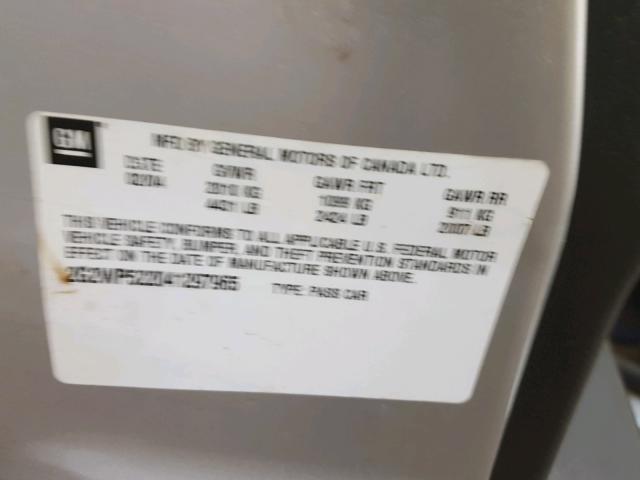 GM
MFD. BY GENERAL MOTORS OF CANADA LTD.
DATE GVWR GAWR FRT GAWR RR
02/04 2010 KG 1099 KG 911 KG
4431 LB 2424 LB 2007 LB
THIS VEHICLE CONFORMS TO ALL APPLICABLE U.S. FEDERAL MOTOR
VEHICLE SAFETY, BUMPER, AND THEFT PREVENTION STANDARDS IN
EFFECT ON THE DATE OF MANUFACTURE SHOWN ABOVE.
TYPE: PASS CAR